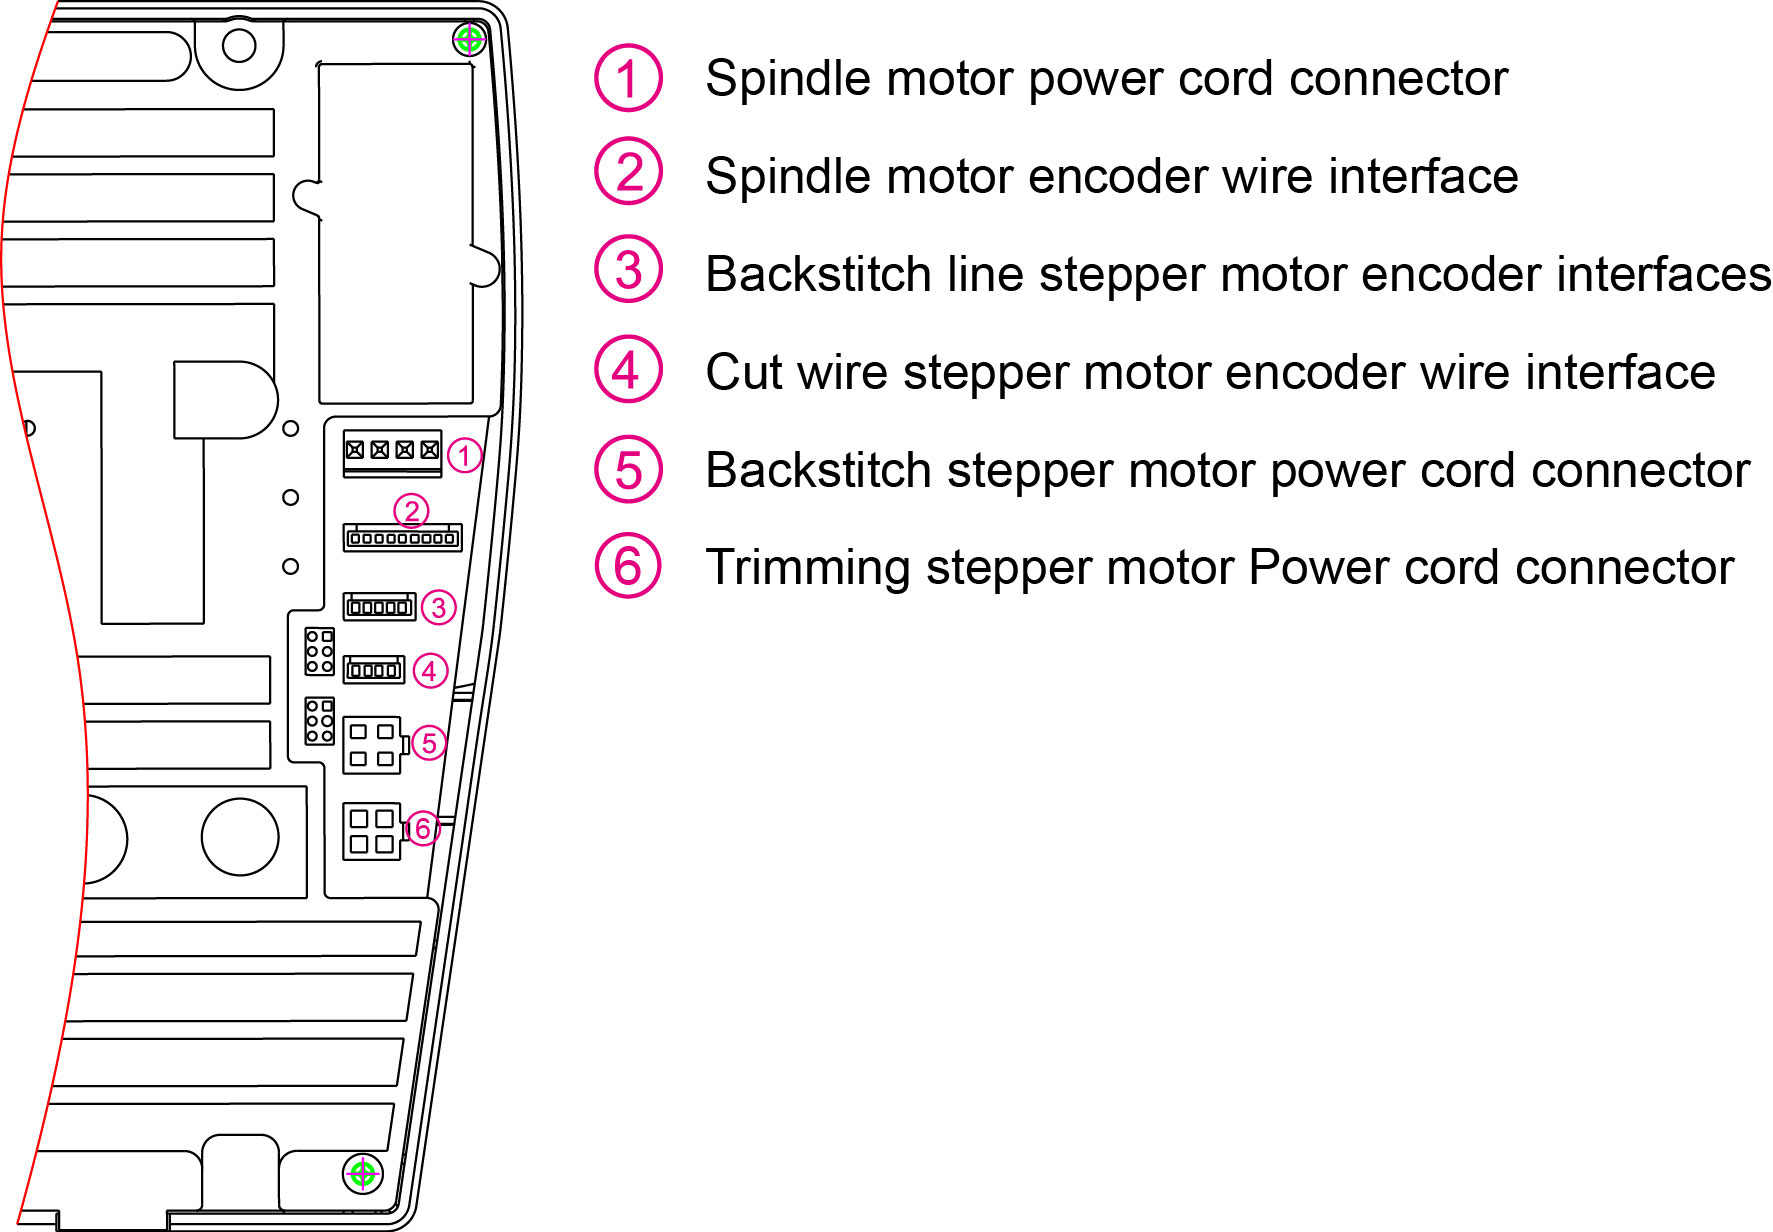 ① Spindle motor power cord connector
② Spindle motor encoder wire interface
③ Backstitch line stepper motor encoder interfaces
④ Cut wire stepper motor encoder wire interface
⑤ Backstitch stepper motor power cord connector
⑥ Trimming stepper motor Power cord connector
①
②
③
④
⑤
⑥